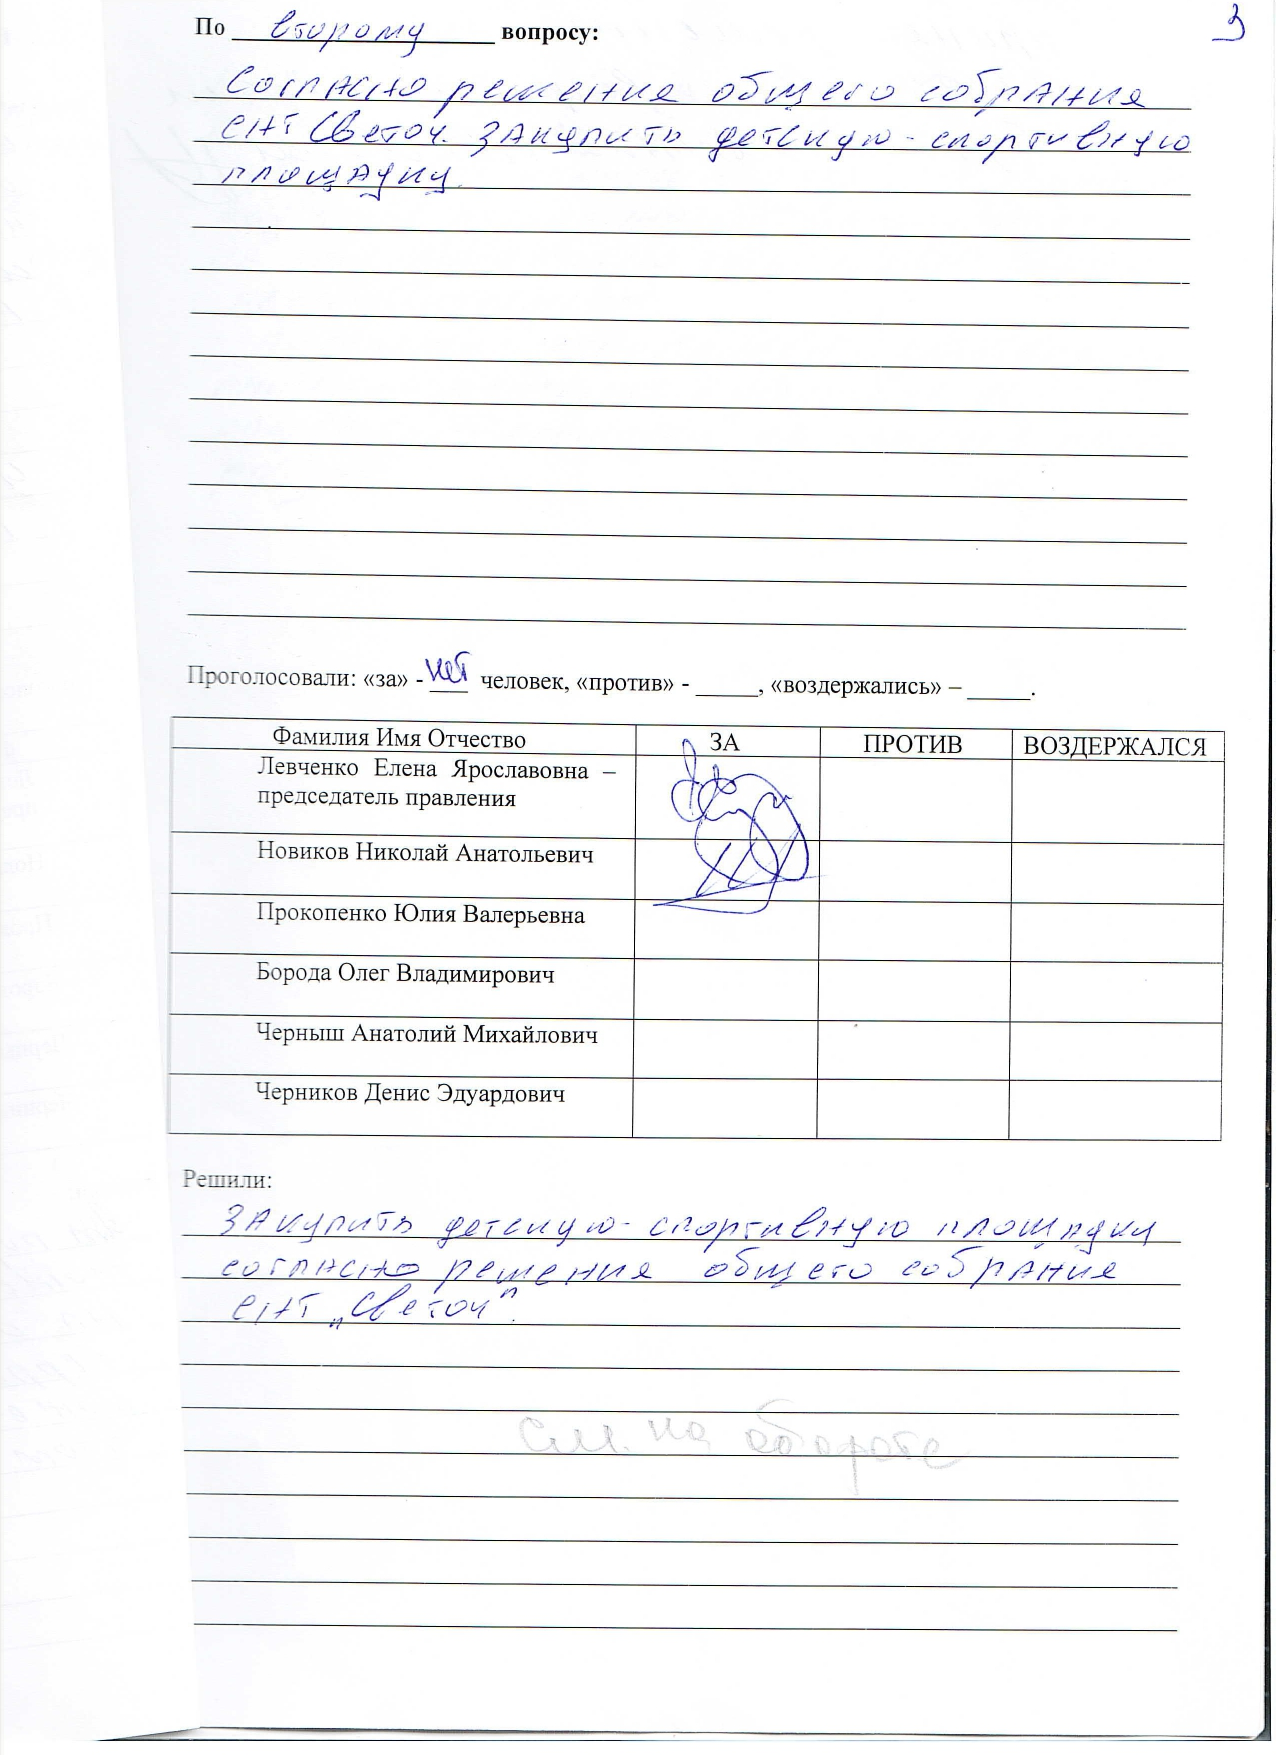 3
По второму вопросу:
Согласно решения общего собрания
СНТ Светоч. Закупить детскую-спортивную
площадку.
Проголосовали: «за» - нет человек, «против» - _____, «воздержались» – _____.
Фамилия Имя Отчество ЗА ПРОТИВ ВОЗДЕРЖАЛСЯ
Левченко Елена Ярославовна –
председатель правления
Новиков Николай Анатольевич
Прокопенко Юлия Валерьевна
Борода Олег Владимирович
Черныш Анатолий Михайлович
Черников Денис Эдуардович
Решили:
Закупить детскую-спортивную площадку
согласно решения общего собрания
СНТ „Светоч".
См. на обороте